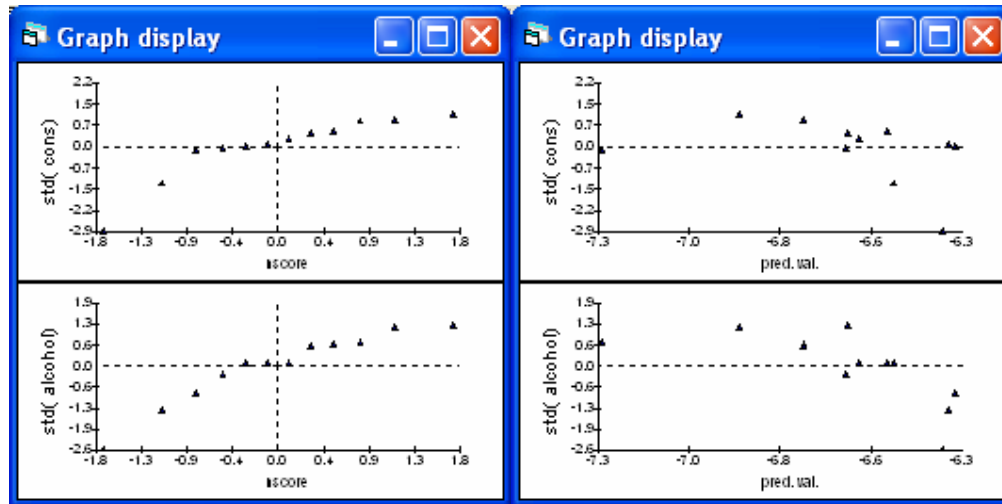 Graph display
2.2
1.5
0.7
0.0
-0.7
-1.5
-2.2
-2.9
std( cons)
-1.8 -1.3 -0.9 -0.4 0.0 0.4 0.9 1.3 1.8
nscore
1.9
1.3
0.6
0.0
-0.6
-1.3
-1.9
-2.6
std( alcohol)
-1.8 -1.3 -0.9 -0.4 0.0 0.4 0.9 1.3 1.8
nscore
Graph display
2.2
1.5
0.7
0.0
-0.7
-1.5
-2.2
-2.9
std( cons)
-7.3 -7.0 -6.8 -6.6 -6.3
pred.val.
1.9
1.3
0.6
0.0
-0.6
-1.3
-1.9
-2.6
std( alcohol)
-7.3 -7.0 -6.8 -6.6 -6.3
pred.val.